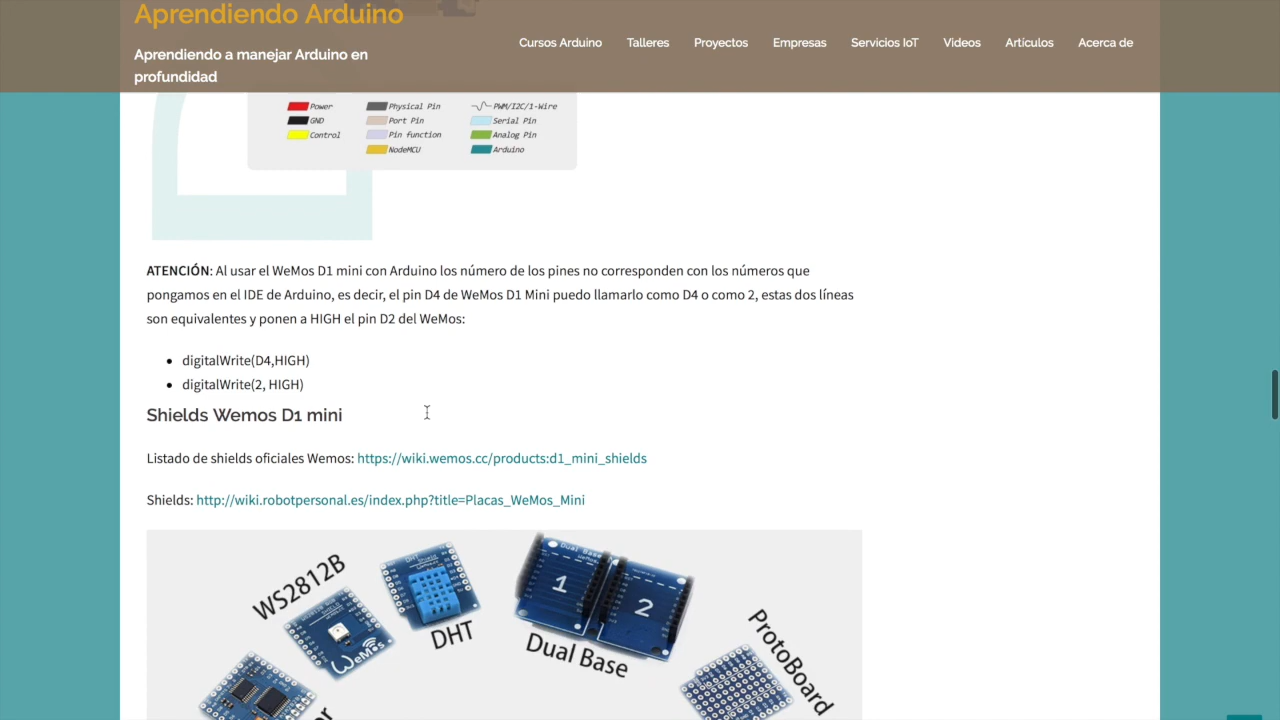 Aprendiendo Arduino
Aprendiendo a manejar Arduino en
profundidad
Cursos Arduino Talleres Proyectos Empresas Servicios IoT Videos Artículos Acerca de
Power Physical Pin PWM/I2C/1-Wire
GND Port Pin Serial Pin
Control Pin function Analog Pin
NodeMCU Arduino
ATENCIÓN: Al usar el WeMos D1 mini con Arduino los número de los pines no corresponden con los números que
pongamos en el IDE de Arduino, es decir, el pin D4 de WeMos D1 Mini puedo llamarlo como D4 o como 2, estas dos líneas
son equivalentes y ponen a HIGH el pin D2 del WeMos:
• digitalWrite(D4,HIGH)
• digitalWrite(2, HIGH)
Shields Wemos D1 mini
Listado de shields oficiales Wemos: https://wiki.wemos.cc/products:d1_mini_shields
Shields: http://wiki.robotpersonal.es/index.php?title=Placas_WeMos_Mini
WS2812B
WeMos
DHT
Dual Base
1
2
Dual Base
ProtoBoard